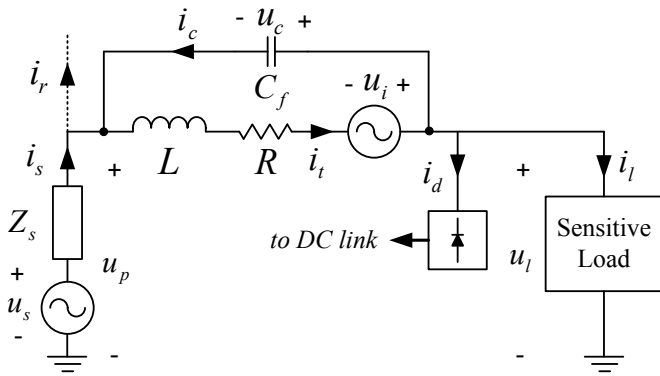 i_c
- u_c +
C_f
i_r
- u_i +
i_s
+
L
R
i_t
i_d
+
i_l
Z_s
to DC link
Sensitive
Load
+
u_s
-
u_p
-
u_l
-